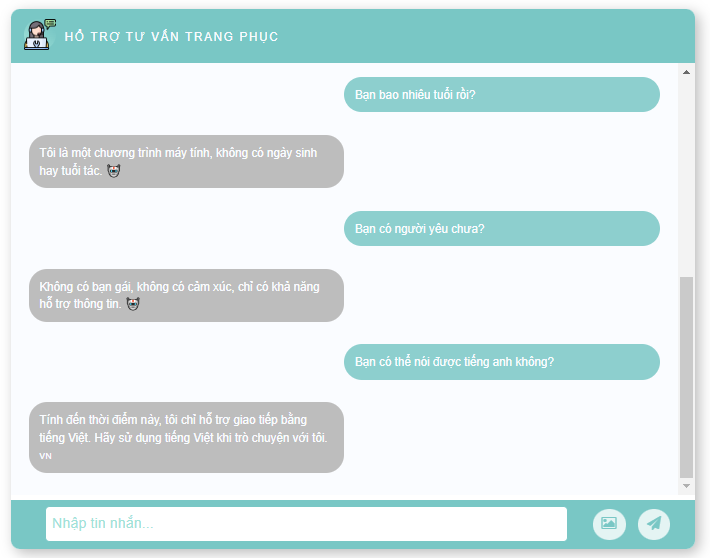 HỖ TRỢ TƯ VẤN TRANG PHỤC
Bạn bao nhiêu tuổi rồi?
Tôi là một chương trình máy tính, không có ngày sinh
hay tuổi tác.
Bạn có người yêu chưa?
Không có bạn gái, không có cảm xúc, chỉ có khả năng
hỗ trợ thông tin.
Bạn có thể nói được tiếng anh không?
Tính đến thời điểm này, tôi chỉ hỗ trợ giao tiếp bằng
tiếng Việt. Hãy sử dụng tiếng Việt khi trò chuyện với tôi.
VN
Nhập tin nhắn...